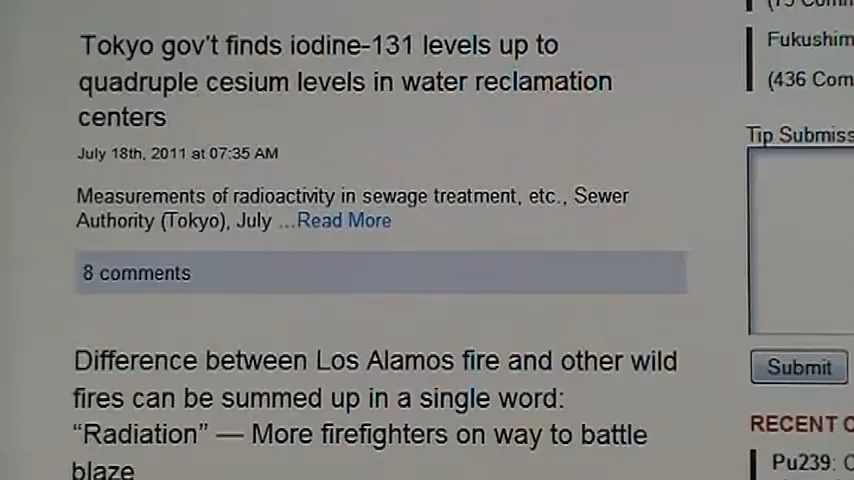 Tokyo gov't finds iodine-131 levels up to
quadruple cesium levels in water reclamation
centers
July 18th, 2011 at 07:35 AM
Measurements of radioactivity in sewage treatment, etc., Sewer
Authority (Tokyo), July ...Read More
8 comments
Difference between Los Alamos fire and other wild
fires can be summed up in a single word:
“Radiation” — More firefighters on way to battle
blaze
Fukushim
(436 Com
Tip Submiss
Submit
RECENT C
Pu239: C